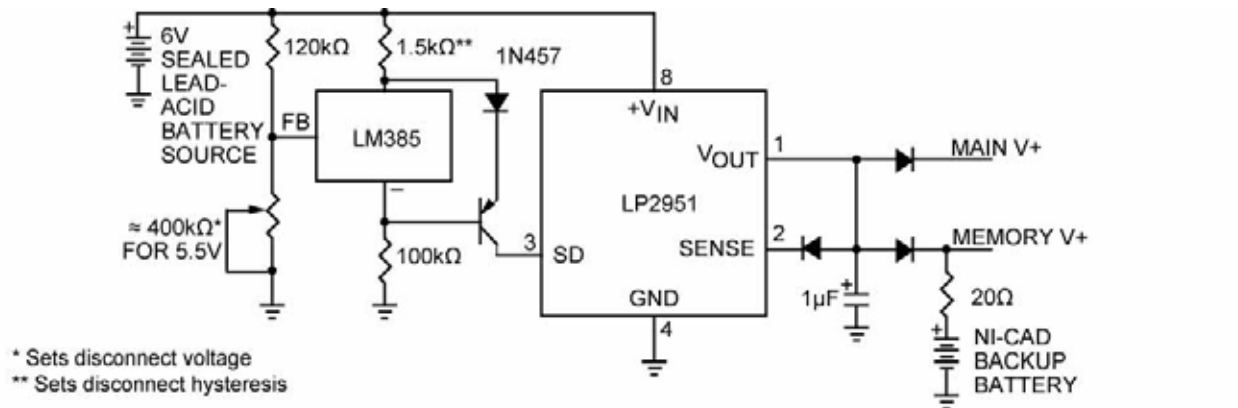 +
6V
SEALED
LEAD-
ACID
BATTERY
SOURCE
120kΩ
1.5kΩ**
1N457
FB
LM385
–
≈ 400kΩ*
FOR 5.5V
100kΩ
8
+VIN
VOUT
1
LP2951
3
SD
SENSE
2
GND
4
MAIN V+
MEMORY V+
1µF
+
20Ω
+
NI-CAD
BACKUP
BATTERY
* Sets disconnect voltage
** Sets disconnect hysteresis